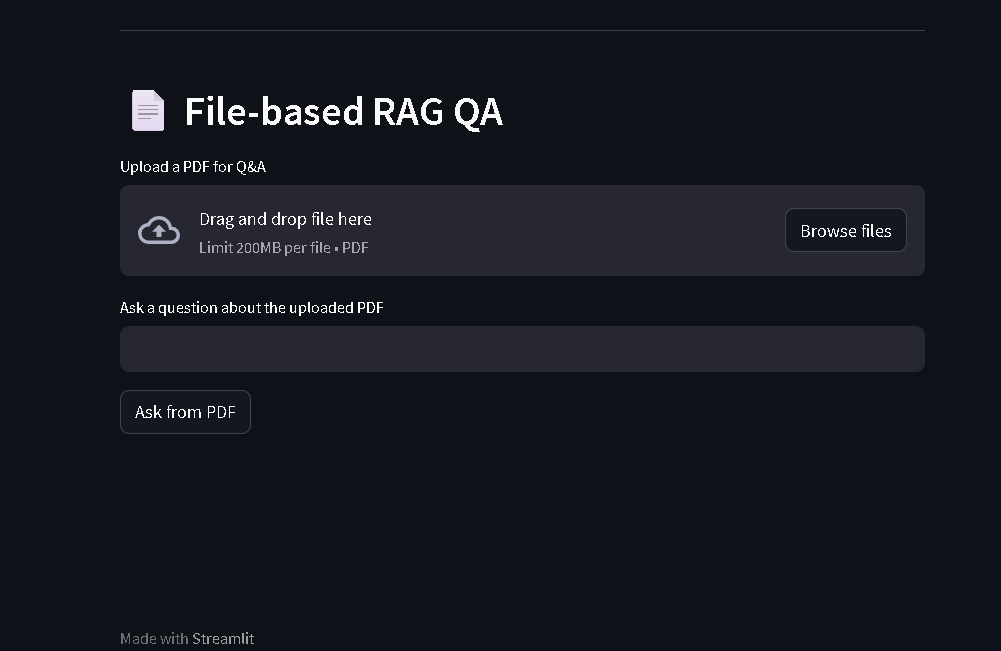 File-based RAG QA
Upload a PDF for Q&A
Drag and drop file here
Limit 200MB per file • PDF
Browse files
Ask a question about the uploaded PDF
Ask from PDF
Made with Streamlit